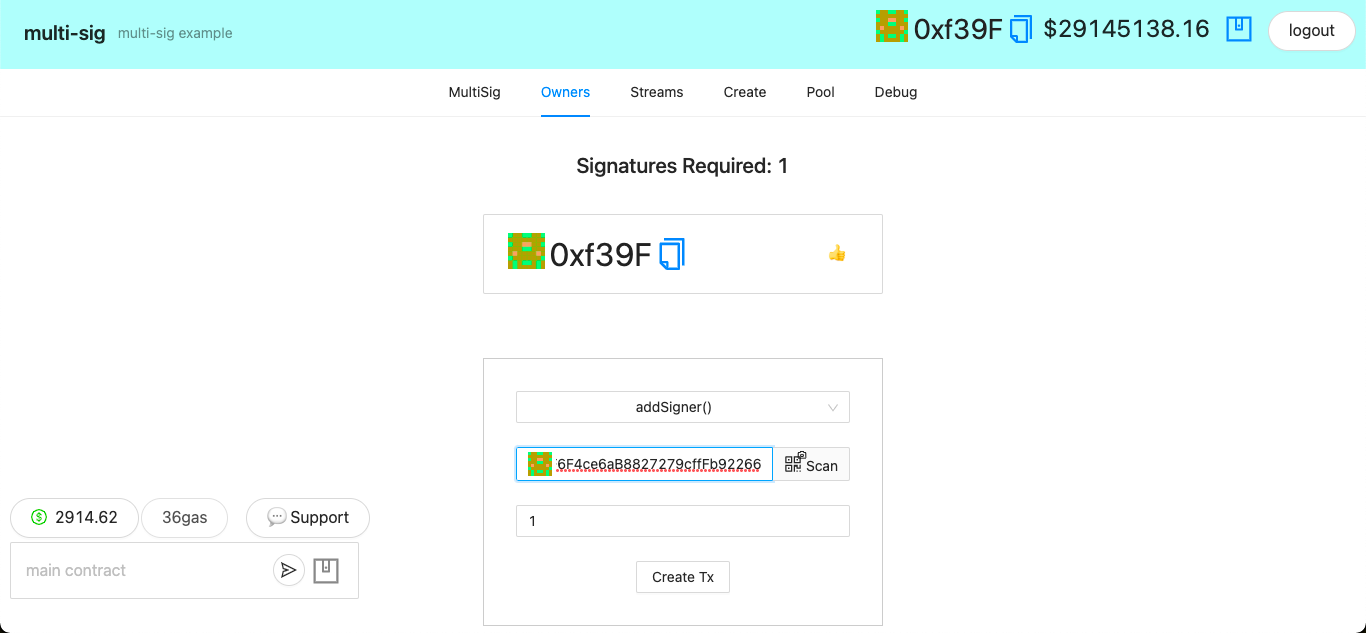 multi-sig multi-sig example 0xf39F $29145138.16 logout
MultiSig Owners Streams Create Pool Debug
Signatures Required: 1
0xf39F
addSigner()
6F4ce6aB8827279cffFb92266 Scan
1
Create Tx
2914.62 36gas Support
main contract